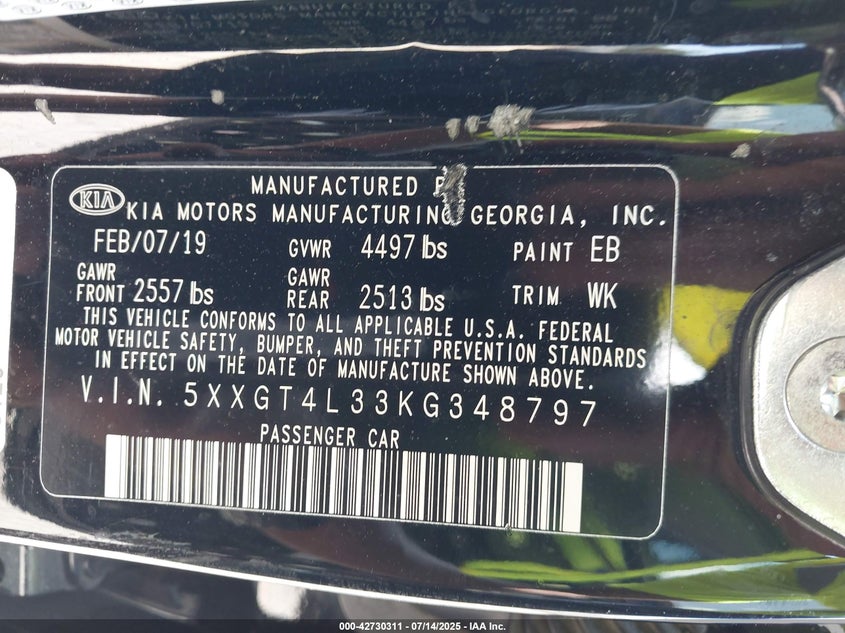 MANUFACTURED
KIA
KIA MOTORS MANUFACTURING GEORGIA, INC.
FEB/07/19 GVWR 4497 lbs PAINT EB
GAWR FRONT 2557 lbs GAWR REAR 2513 lbs TRIM WK
THIS VEHICLE CONFORMS TO ALL APPLICABLE U.S.A. FEDERAL
MOTOR VEHICLE SAFETY, BUMPER, AND THEFT PREVENTION STANDARDS
IN EFFECT ON THE DATE OF MANUFACTURE SHOWN ABOVE.
V.I.N. 5XXGT4L33KG348797
PASSENGER CAR
000-42730311 - 07/14/2025 - IAA Inc.